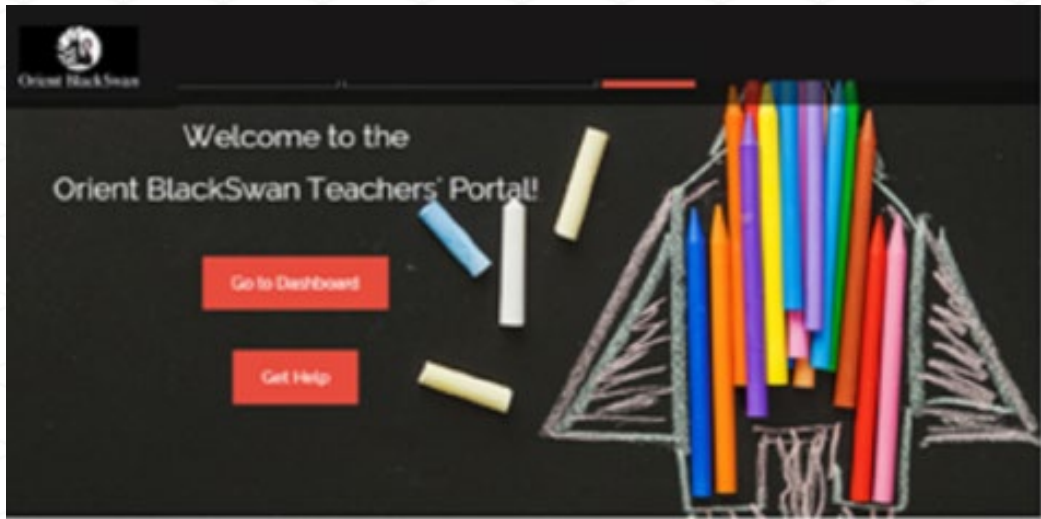 Orient BlackSwan
Welcome to the
Orient BlackSwan Teachers' Portal!
Go to Dashboard
Get Help